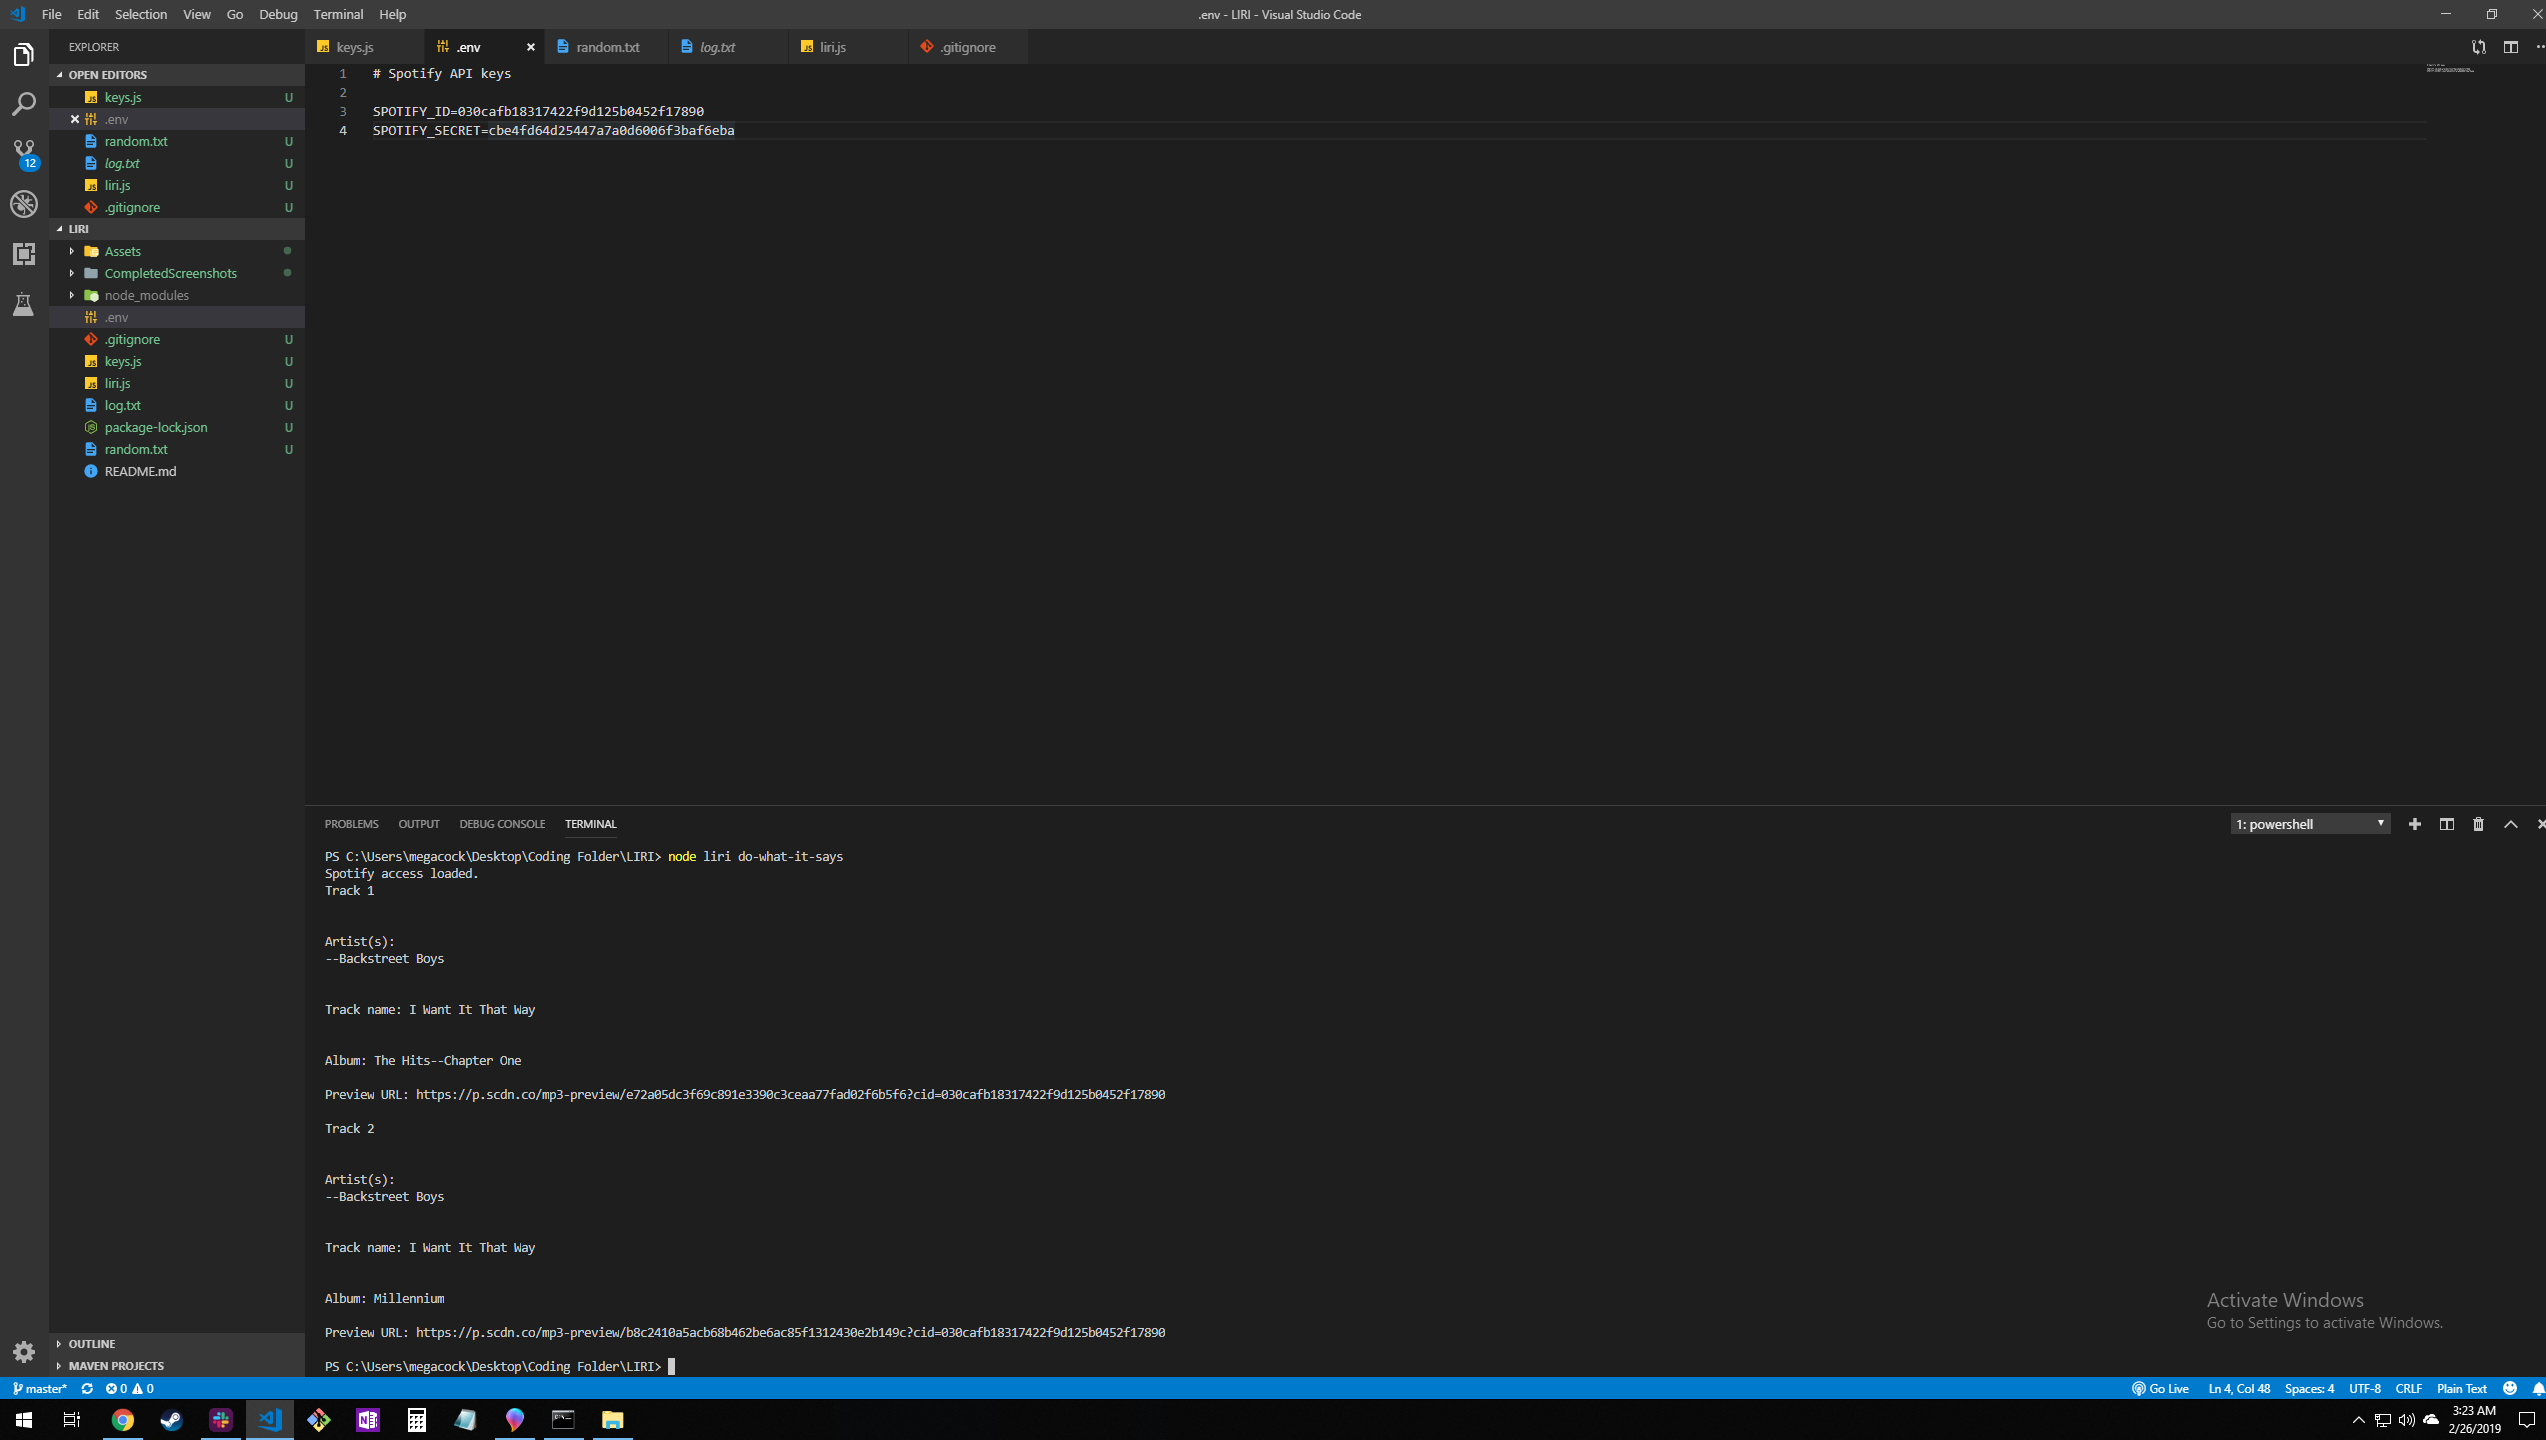 File Edit Selection View Go Debug Terminal Help
.env - LIRI - Visual Studio Code
EXPLORER
OPEN EDITORS
keys.js U
.env
random.txt U
log.txt U
liri.js U
.gitignore U
LIRI
Assets
CompletedScreenshots
node_modules
.env
.gitignore U
keys.js U
liri.js U
log.txt U
package-lock.json U
random.txt U
README.md
OUTLINE
MAVEN PROJECTS
12
keys.js .env random.txt log.txt liri.js .gitignore
1 # Spotify API keys
2
3 SPOTIFY_ID=030cafb18317422f9d125b0452f17890
4 SPOTIFY_SECRET=cbe4fd64d25447a7a0d6006f3baf6eba
PROBLEMS OUTPUT DEBUG CONSOLE TERMINAL
1: powershell
PS C:\Users\megacock\Desktop\Coding Folder\LIRI> node liri do-what-it-says
Spotify access loaded.
Track 1
Artist(s):
--Backstreet Boys
Track name: I Want It That Way
Album: The Hits--Chapter One
Preview URL: https://p.scdn.co/mp3-preview/e72a05dc3f69c891e3390c3ceaa77fad02f6b5f6?cid=030cafb18317422f9d125b0452f17890
Track 2
Artist(s):
--Backstreet Boys
Track name: I Want It That Way
Album: Millennium
Preview URL: https://p.scdn.co/mp3-preview/b8c2410a5acb68b462be6ac85f1312430e2b149c?cid=030cafb18317422f9d125b0452f17890
PS C:\Users\megacock\Desktop\Coding Folder\LIRI>
Activate Windows
Go to Settings to activate Windows.
master* 0 0
Go Live Ln 4, Col 48 Spaces: 4 UTF-8 CRLF Plain Text
3:23 AM
2/26/2019